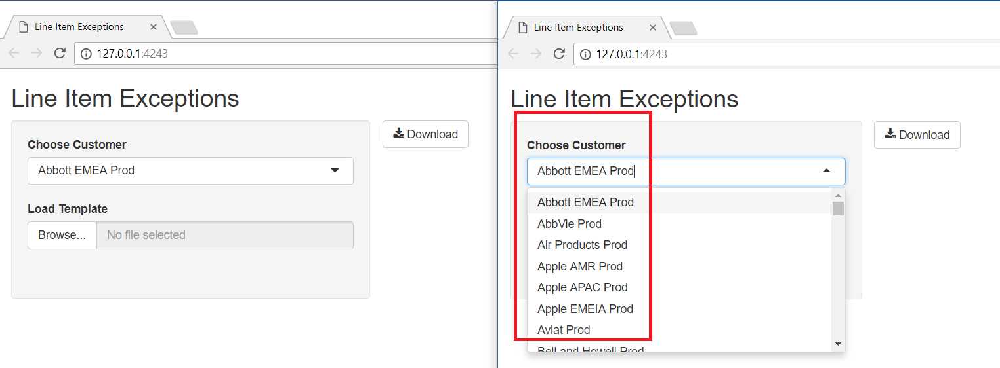 Line Item Exceptions
127.0.0.1:4243
Line Item Exceptions
Choose Customer
Abbott EMEA Prod
Load Template
Browse... No file selected
Download
Line Item Exceptions
127.0.0.1:4243
Line Item Exceptions
Choose Customer
Abbott EMEA Prod
Abbott EMEA Prod
AbbVie Prod
Air Products Prod
Apple AMR Prod
Apple APAC Prod
Apple EMEIA Prod
Aviat Prod
Bell and Howell Prod
Download